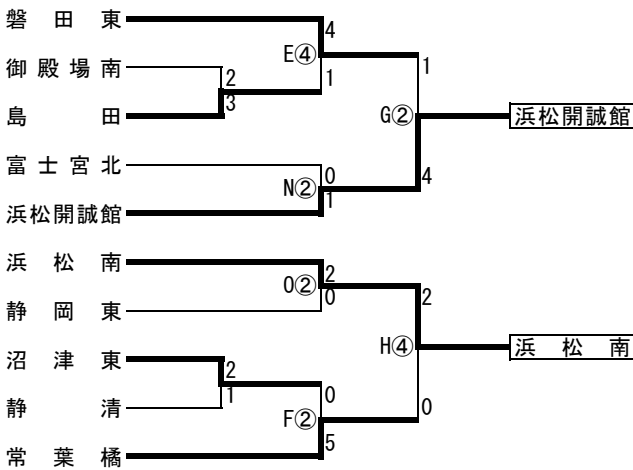 磐田東
4
E④
1
御殿場南
2
1
3
島田
G②
浜松開誠館
富士宮北
0
4
N②
1
浜松開誠館
浜松南
2
2
O②
0
静岡東
H④
浜松南
沼津東
2
0
0
1
静清
F②
5
常葉橘